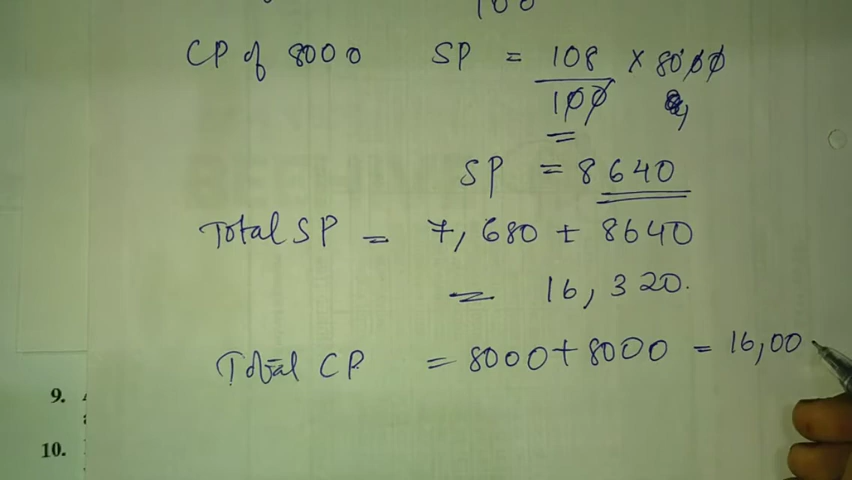 100
CP of 8000 SP = 108 × 8000
100
SP = 8640
Total SP = 7,680 + 8640
= 16,320.
Total CP = 8000 + 8000 = 16,00
9.
10.